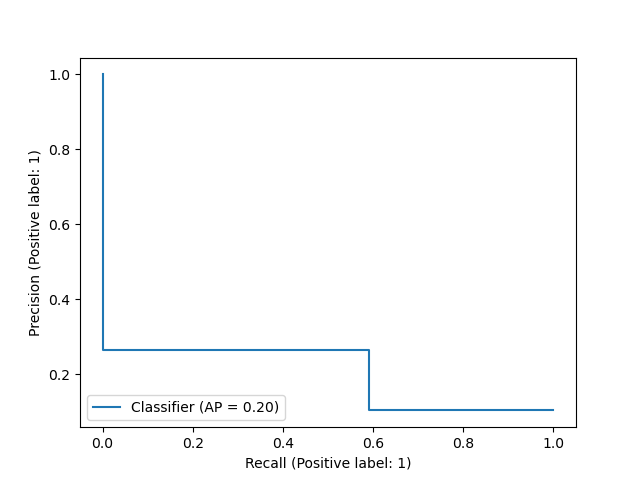 1.0
0.8
0.6
0.4
0.2
Precision (Positive label: 1)
Classifier (AP = 0.20)
0.0 0.2 0.4 0.6 0.8 1.0
Recall (Positive label: 1)